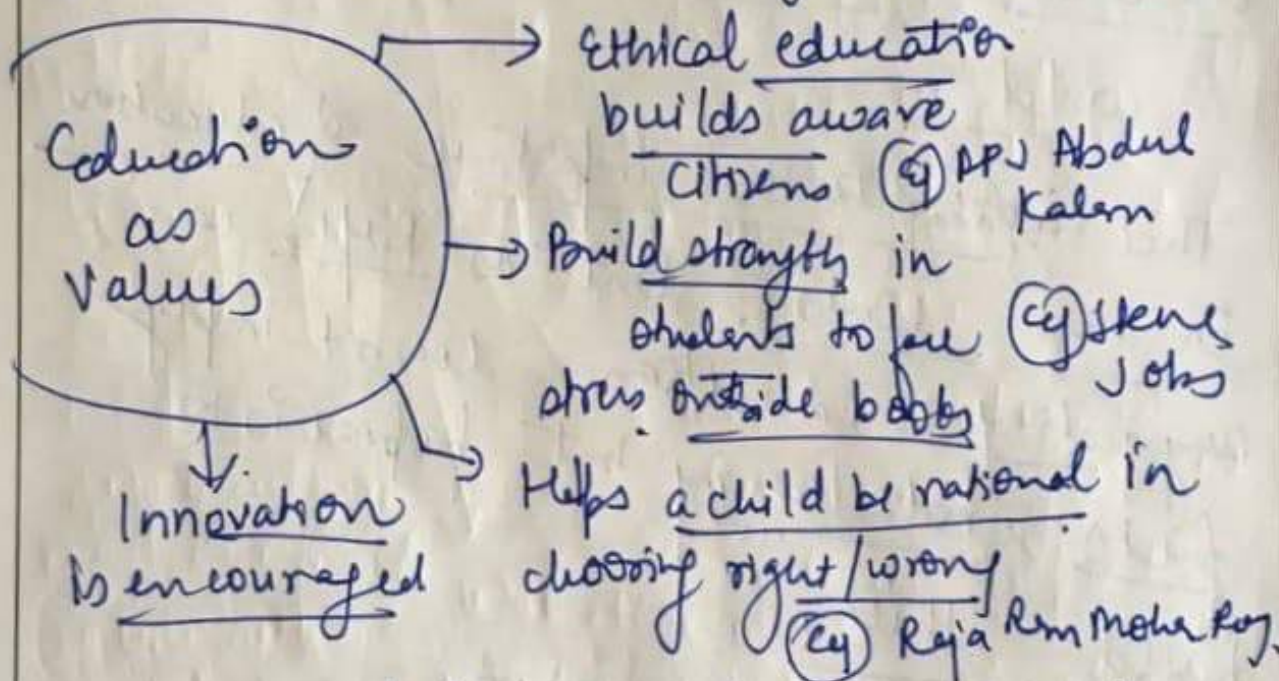 Education
as
Values
Ethical education
builds aware
citizens (eg) APJ Abdul
Kalam
Build strength in
students to face (eg) Steve
Jobs
stress outside books
Helps a child be rational in
choosing right/wrong
(eg) Raja Ram Mohan Roy.
Innovation
is encouraged